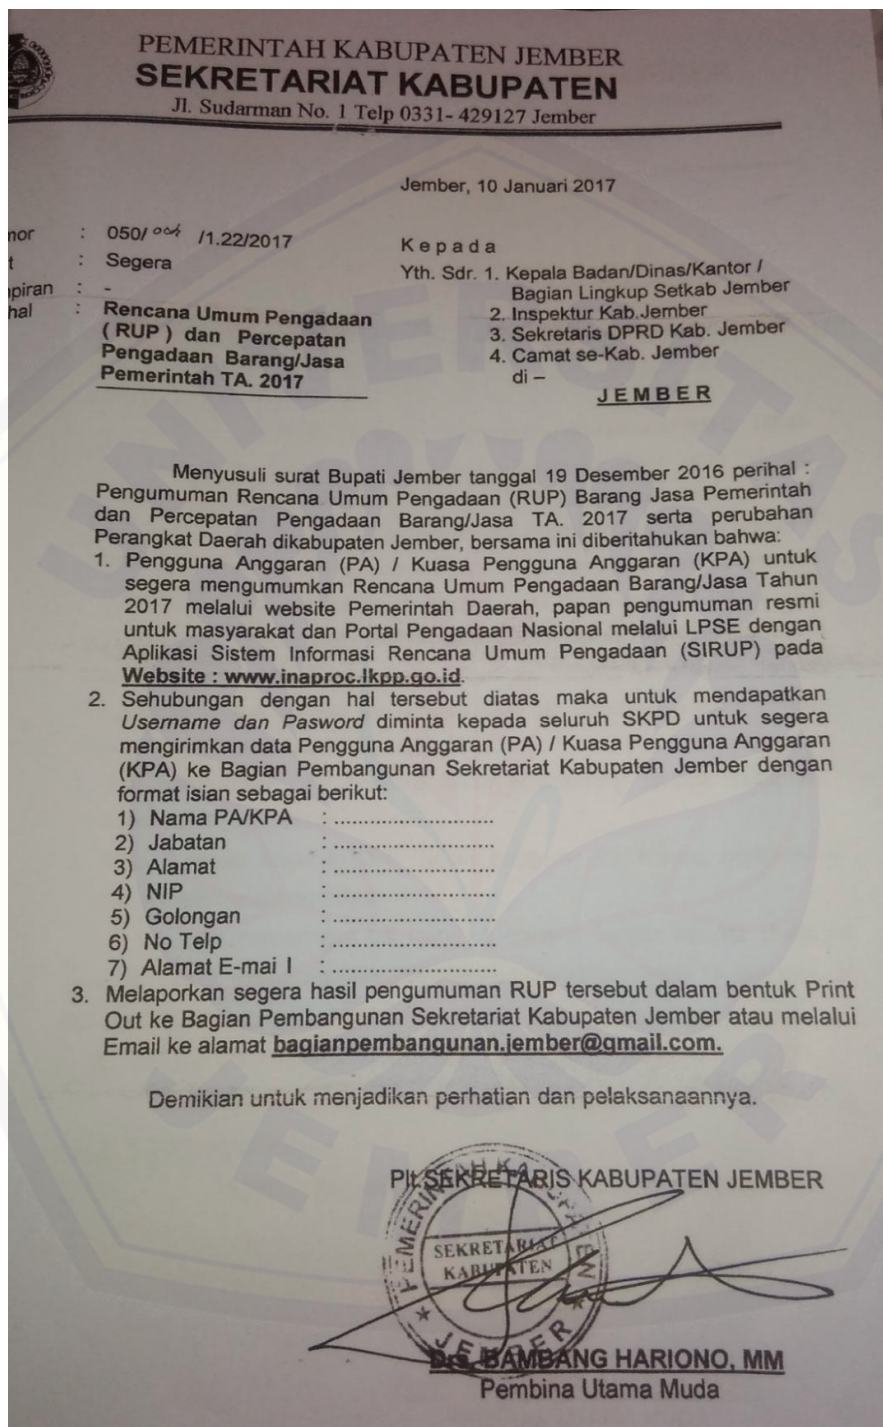 PEMERINTAH KABUPATEN JEMBER
SEKRETARIAT KABUPATEN
Jl. Sudarman No. 1 Telp 0331- 429127 Jember
Jember, 10 Januari 2017
mor : 050/ 004 /1.22/2017
t : Segera
piran : -
hal : Rencana Umum Pengadaan
( RUP ) dan Percepatan
Pengadaan Barang/Jasa
Pemerintah TA. 2017
K e p a d a
Yth. Sdr. 1. Kepala Badan/Dinas/Kantor /
Bagian Lingkup Setkab Jember
2. Inspektur Kab.Jember
3. Sekretaris DPRD Kab. Jember
4. Camat se-Kab. Jember
di –
J E M B E R
Menyusuli surat Bupati Jember tanggal 19 Desember 2016 perihal :
Pengumuman Rencana Umum Pengadaan (RUP) Barang Jasa Pemerintah
dan Percepatan Pengadaan Barang/Jasa TA. 2017 serta perubahan
Perangkat Daerah dikabupaten Jember, bersama ini diberitahukan bahwa:
1. Pengguna Anggaran (PA) / Kuasa Pengguna Anggaran (KPA) untuk
segera mengumumkan Rencana Umum Pengadaan Barang/Jasa Tahun
2017 melalui website Pemerintah Daerah, papan pengumuman resmi
untuk masyarakat dan Portal Pengadaan Nasional melalui LPSE dengan
Aplikasi Sistem Informasi Rencana Umum Pengadaan (SIRUP) pada
Website : www.inaproc.lkpp.go.id.
2. Sehubungan dengan hal tersebut diatas maka untuk mendapatkan
Username dan Pasword diminta kepada seluruh SKPD untuk segera
mengirimkan data Pengguna Anggaran (PA) / Kuasa Pengguna Anggaran
(KPA) ke Bagian Pembangunan Sekretariat Kabupaten Jember dengan
format isian sebagai berikut:
1) Nama PA/KPA : ...........................
2) Jabatan : ...........................
3) Alamat : ...........................
4) NIP : ...........................
5) Golongan : ...........................
6) No Telp : ...........................
7) Alamat E-mai l : ...........................
3. Melaporkan segera hasil pengumuman RUP tersebut dalam bentuk Print
Out ke Bagian Pembangunan Sekretariat Kabupaten Jember atau melalui
Email ke alamat bagianpembangunan.jember@gmail.com.
Demikian untuk menjadikan perhatian dan pelaksanaannya.
Plt.SEKRETARIS KABUPATEN JEMBER
SEKRETARIAT
KABUPATEN
JEMBER
Drs. BAMBANG HARIONO, MM
Pembina Utama Muda
UNIVERSITAS
JEMBER